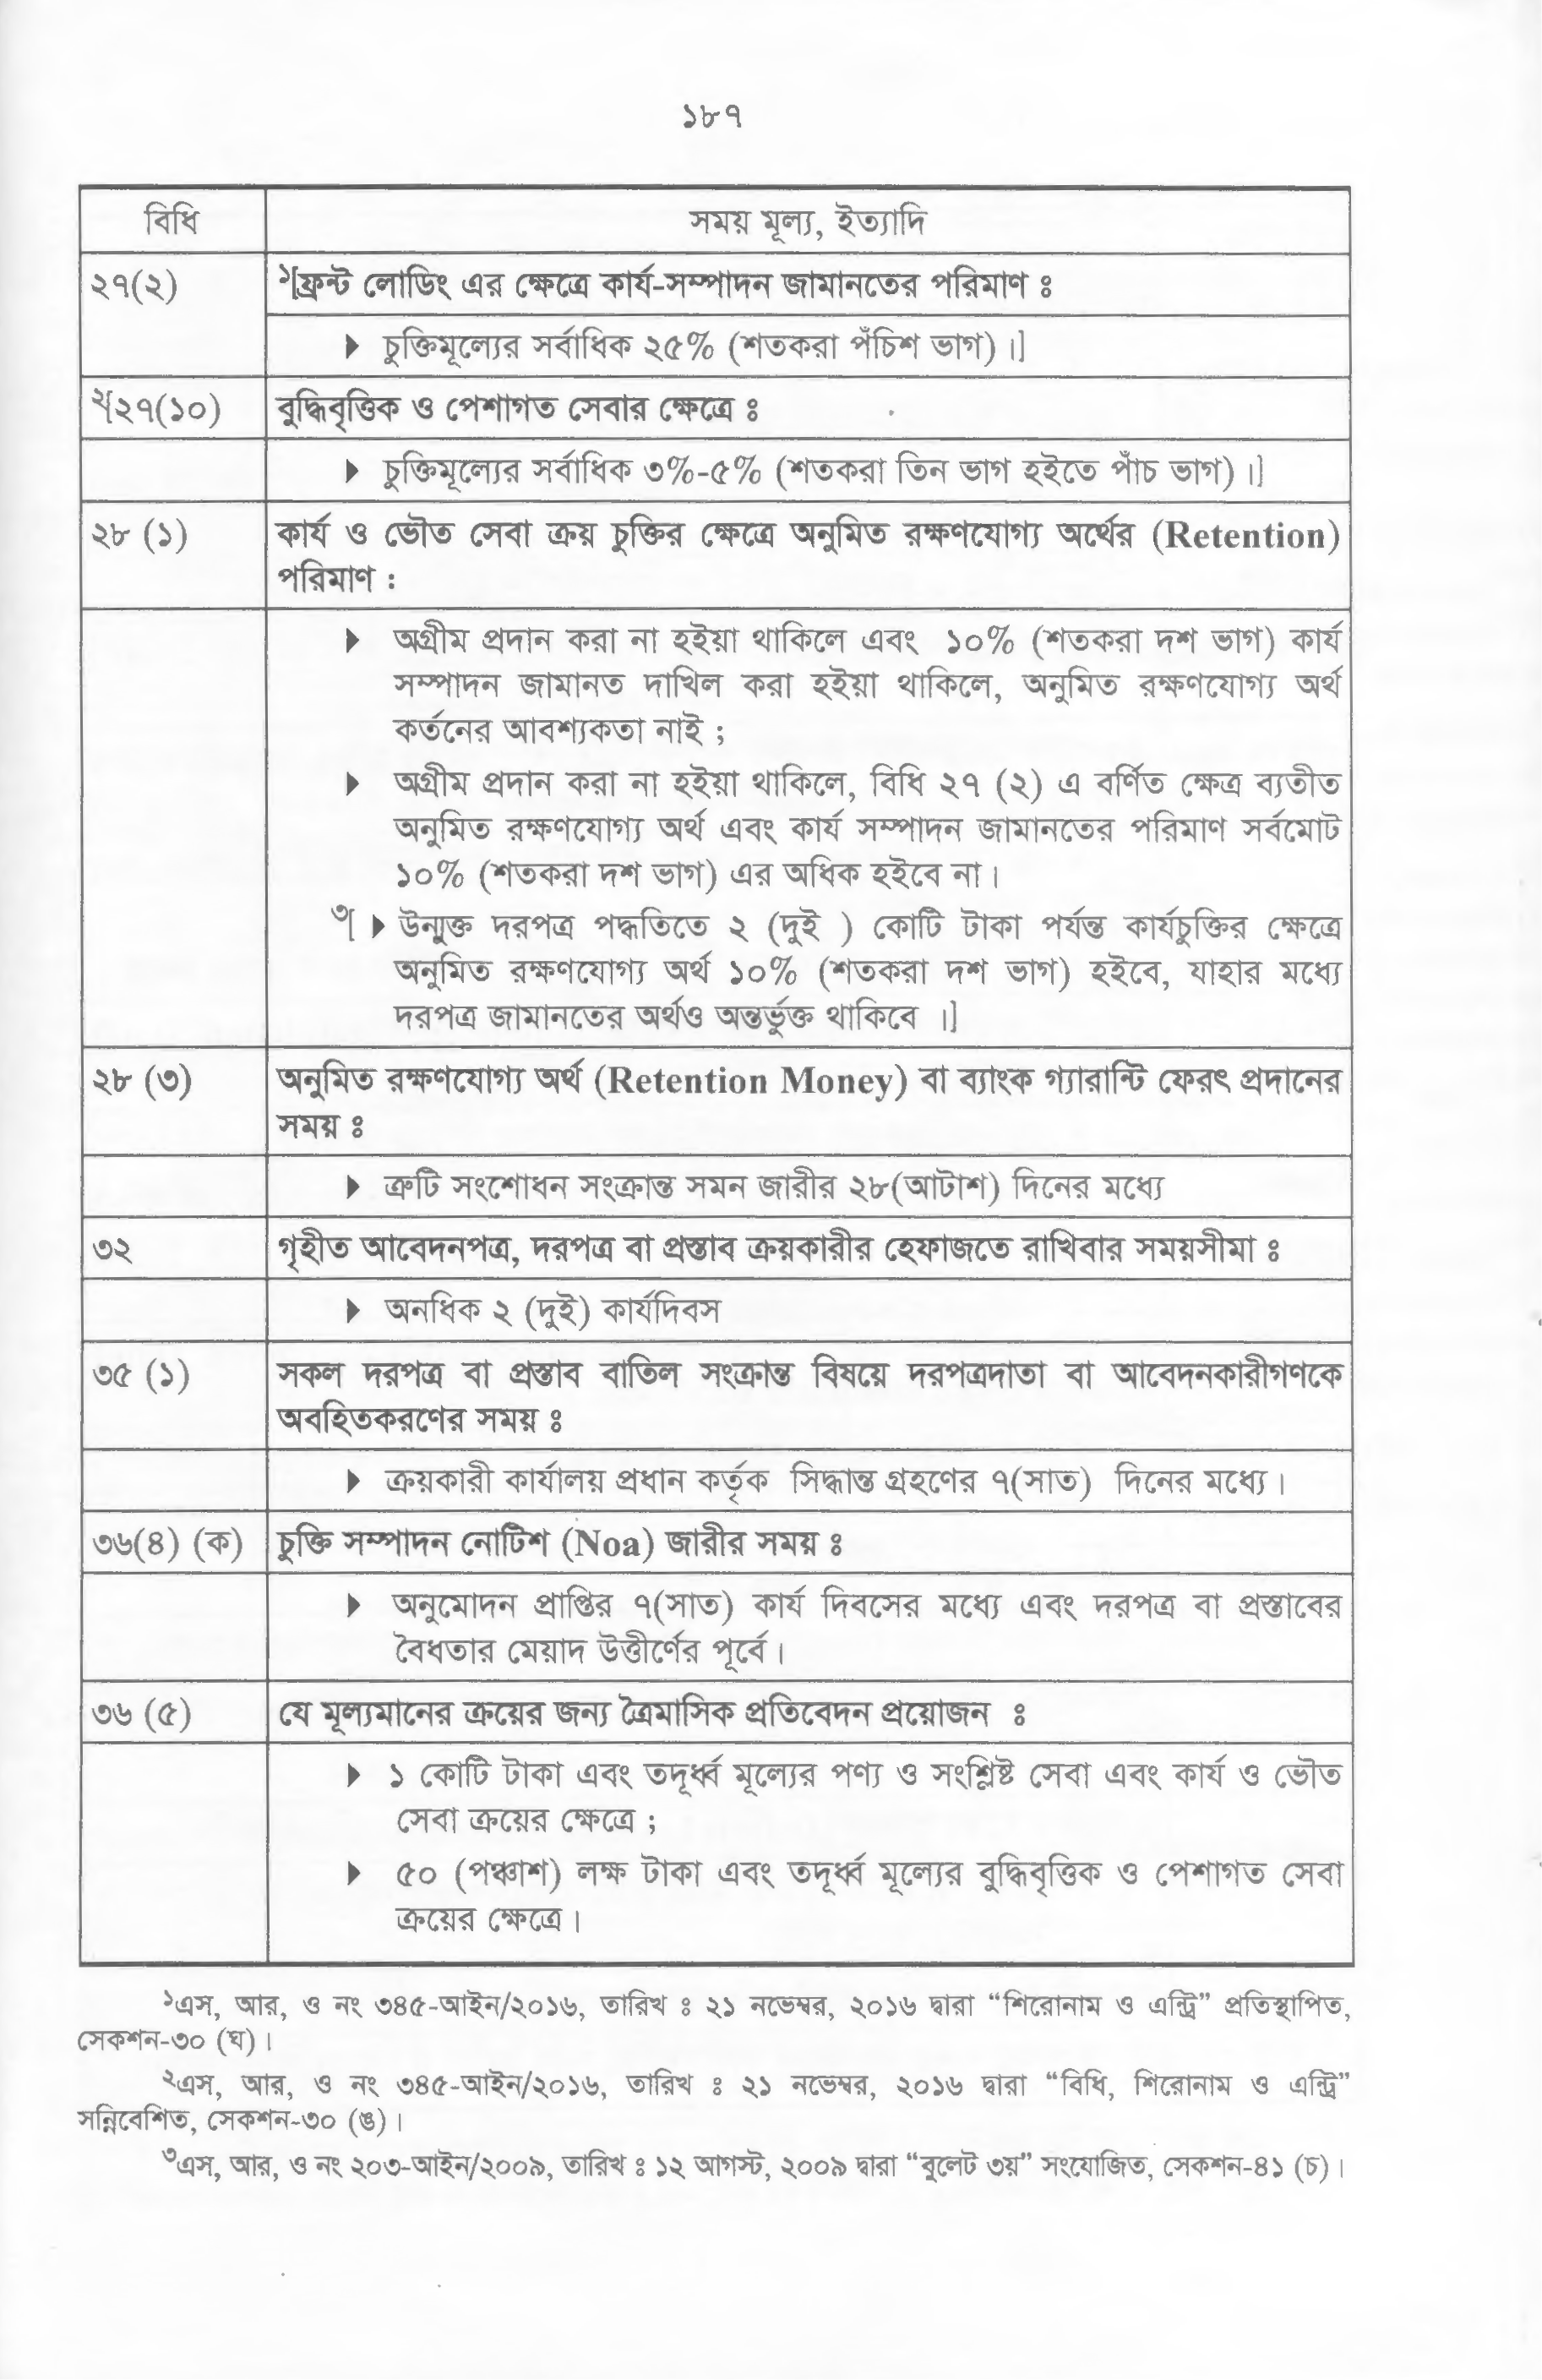 ১৮৭
বিধি সময় মূল্য, ইত্যাদি
২৭(২) ১[ফ্রন্ট লোডিং এর ক্ষেত্রে কার্য-সম্পাদন জামানতের পরিমাণ ঃ
চুক্তিমূল্যের সর্বাধিক ২৫% (শতকরা পঁচিশ ভাগ) ।]
২[২৭(১০) বুদ্ধিবৃত্তিক ও পেশাগত সেবার ক্ষেত্রে ঃ
চুক্তিমূল্যের সর্বাধিক ৩%-৫% (শতকরা তিন ভাগ হইতে পাঁচ ভাগ) ।]
২৮ (১) কার্য ও ভৌত সেবা ক্রয় চুক্তির ক্ষেত্রে অনুমিত রক্ষণযোগ্য অর্থের (Retention)
পরিমাণ :
অগ্রীম প্রদান করা না হইয়া থাকিলে এবং ১০% (শতকরা দশ ভাগ) কার্য
সম্পাদন জামানত দাখিল করা হইয়া থাকিলে, অনুমিত রক্ষণযোগ্য অর্থ
কর্তনের আবশ্যকতা নাই ;
অগ্রীম প্রদান করা না হইয়া থাকিলে, বিধি ২৭ (২) এ বর্ণিত ক্ষেত্র ব্যতীত
অনুমিত রক্ষণযোগ্য অর্থ এবং কার্য সম্পাদন জামানতের পরিমাণ সর্বমোট
১০% (শতকরা দশ ভাগ) এর অধিক হইবে না।
৩[ উন্মুক্ত দরপত্র পদ্ধতিতে ২ (দুই ) কোটি টাকা পর্যন্ত কার্যচুক্তির ক্ষেত্রে
অনুমিত রক্ষণযোগ্য অর্থ ১০% (শতকরা দশ ভাগ) হইবে, যাহার মধ্যে
দরপত্র জামানতের অর্থও অন্তর্ভুক্ত থাকিবে ।]
২৮ (৩) অনুমিত রক্ষণযোগ্য অর্থ (Retention Money) বা ব্যাংক গ্যারান্টি ফেরৎ প্রদানের
সময় ঃ
ত্রুটি সংশোধন সংক্রান্ত সমন জারীর ২৮(আটাশ) দিনের মধ্যে
৩২ গৃহীত আবেদনপত্র, দরপত্র বা প্রস্তাব ক্রয়কারীর হেফাজতে রাখিবার সময়সীমা ঃ
অনধিক ২ (দুই) কার্যদিবস
৩৫ (১) সকল দরপত্র বা প্রস্তাব বাতিল সংক্রান্ত বিষয়ে দরপত্রদাতা বা আবেদনকারীগণকে
অবহিতকরণের সময় ঃ
ক্রয়কারী কার্যালয় প্রধান কর্তৃক সিদ্ধান্ত গ্রহণের ৭(সাত) দিনের মধ্যে।
৩৬(৪) (ক) চুক্তি সম্পাদন নোটিশ (Noa) জারীর সময় ঃ
অনুমোদন প্রাপ্তির ৭(সাত) কার্য দিবসের মধ্যে এবং দরপত্র বা প্রস্তাবের
বৈধতার মেয়াদ উত্তীর্ণের পূর্বে।
৩৬ (৫) যে মূল্যমানের ক্রয়ের জন্য ত্রৈমাসিক প্রতিবেদন প্রয়োজন ঃ
১ কোটি টাকা এবং তদূর্ধ্ব মূল্যের পণ্য ও সংশ্লিষ্ট সেবা এবং কার্য ও ভৌত
সেবা ক্রয়ের ক্ষেত্রে ;
৫০ (পঞ্চাশ) লক্ষ টাকা এবং তদূর্ধ্ব মূল্যের বুদ্ধিবৃত্তিক ও পেশাগত সেবা
ক্রয়ের ক্ষেত্রে।
১এস, আর, ও নং ৩৪৫-আইন/২০১৬, তারিখ ঃ ২১ নভেম্বর, ২০১৬ দ্বারা “শিরোনাম ও এন্ট্রি” প্রতিস্থাপিত,
সেকশন-৩০ (ঘ)।
২এস, আর, ও নং ৩৪৫-আইন/২০১৬, তারিখ ঃ ২১ নভেম্বর, ২০১৬ দ্বারা “বিধি, শিরোনাম ও এন্ট্রি”
সন্নিবেশিত, সেকশন-৩০ (ঙ)।
৩এস, আর, ও নং ২০৩-আইন/২০০৯, তারিখ ঃ ১২ আগস্ট, ২০০৯ দ্বারা “বুলেট ৩য়” সংযোজিত, সেকশন-৪১ (চ)।